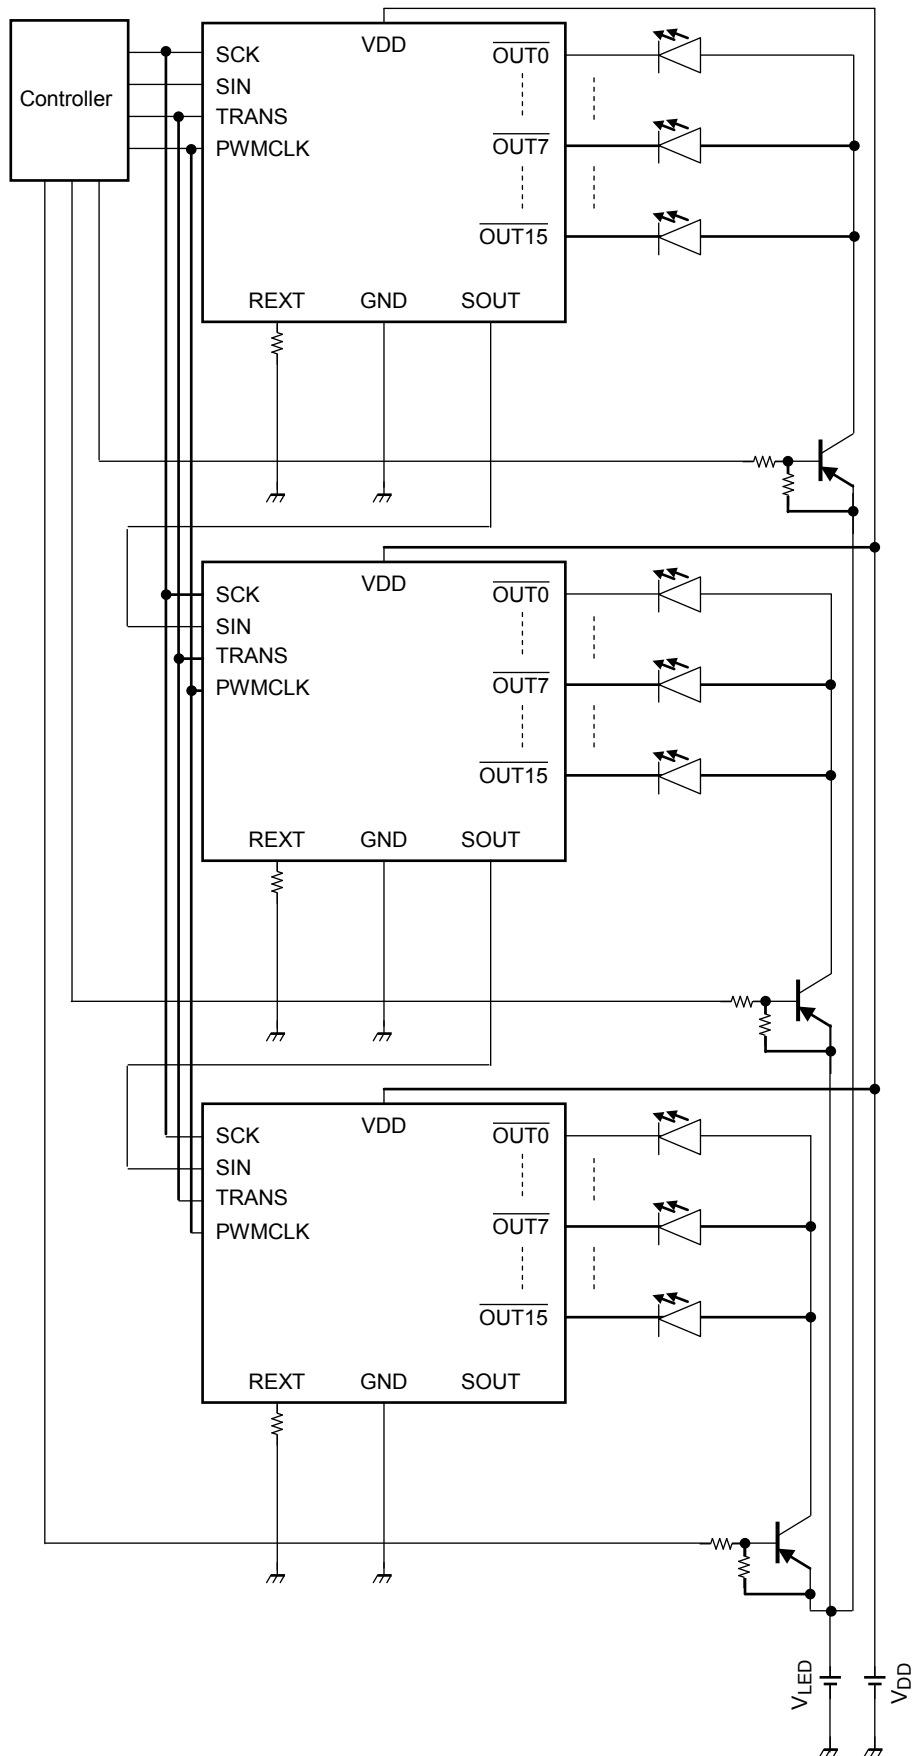 Controller
SCK
SIN
TRANS
PWMCLK
VDD
OUT0
OUT7
OUT15
REXT
GND
SOUT
VDD
SCK
SIN
TRANS
PWMCLK
OUT0
OUT7
OUT15
REXT
GND
SOUT
VDD
SCK
SIN
TRANS
PWMCLK
OUT0
OUT7
OUT15
REXT
GND
SOUT
VLED
VDD